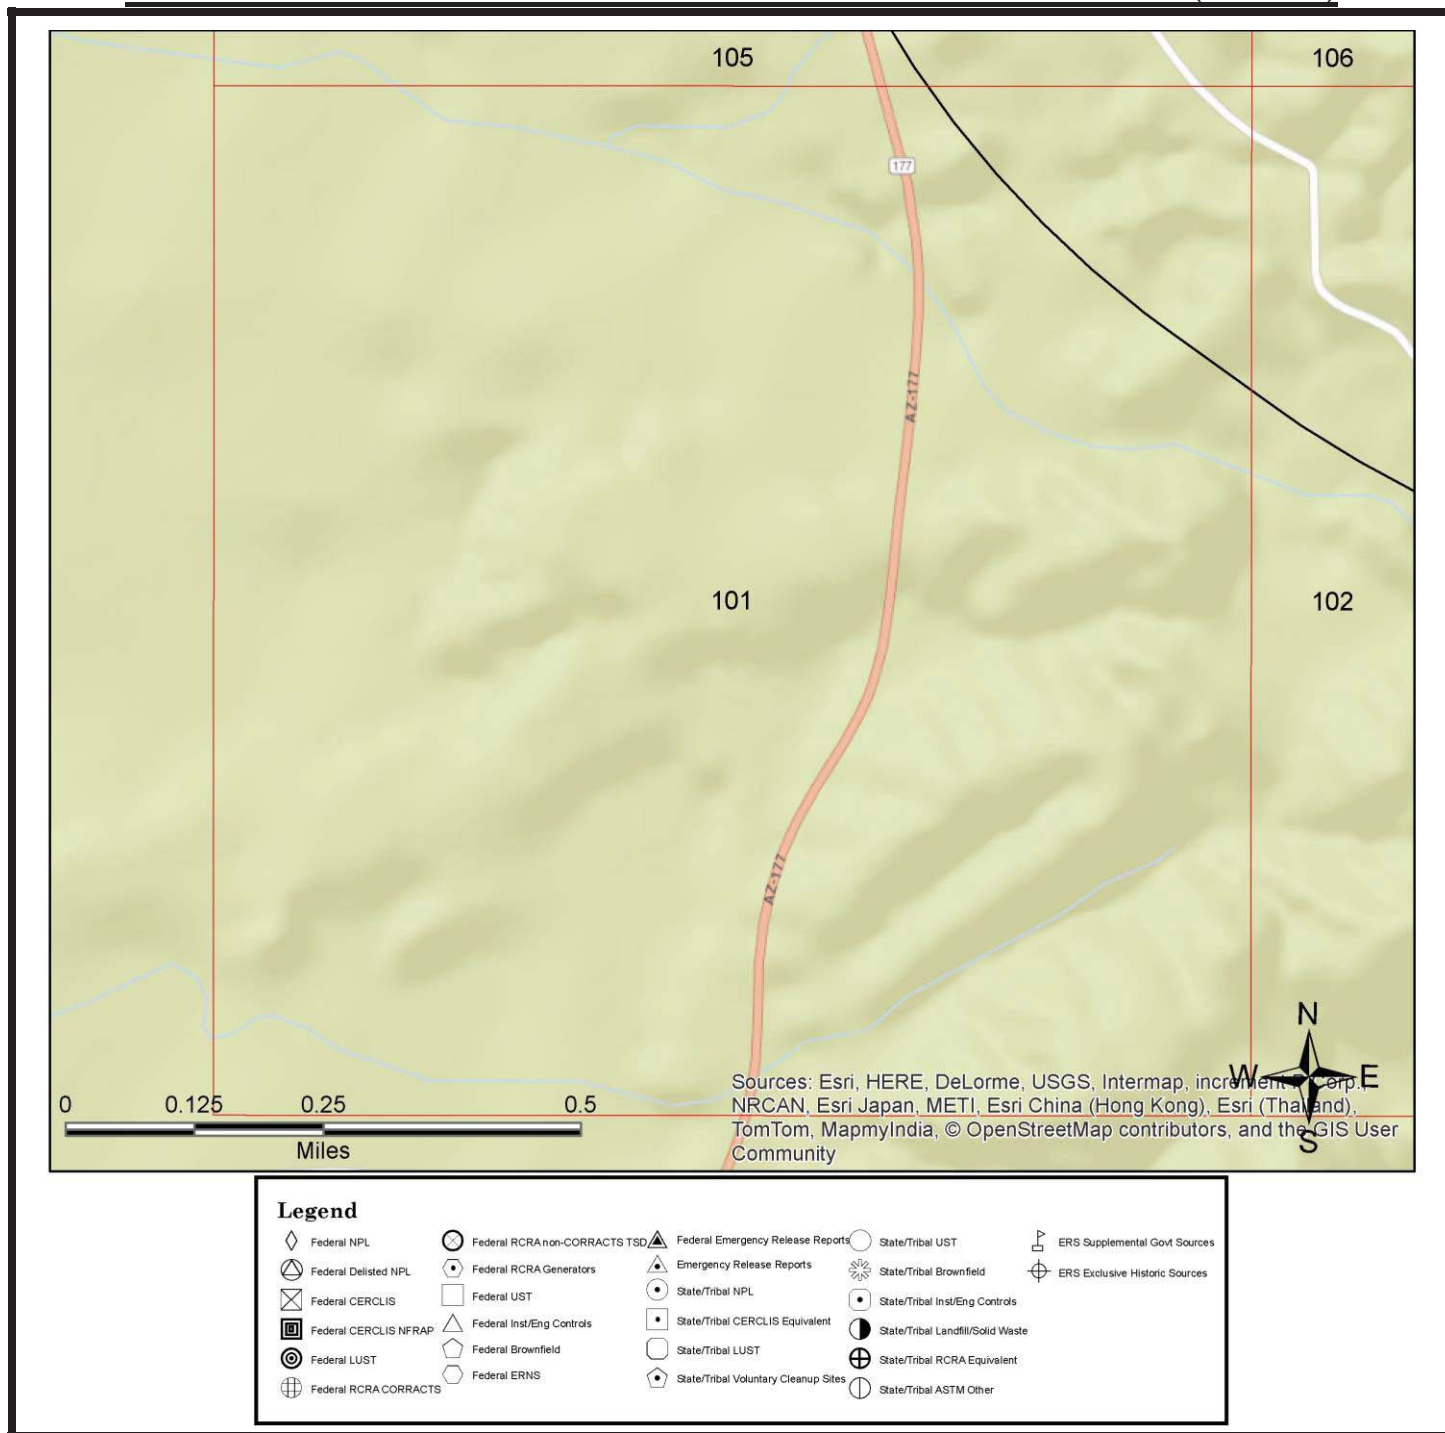 105
106
177
AZ-177
101
102
AZ-177
N
W E
S
Sources: Esri, HERE, DeLorme, USGS, Intermap, increment P Corp.,
NRCAN, Esri Japan, METI, Esri China (Hong Kong), Esri (Thailand),
TomTom, MapmyIndia, © OpenStreetMap contributors, and the GIS User
Community
0 0.125 0.25 0.5
Miles
Legend
Federal NPL
Federal Delisted NPL
Federal CERCLIS
Federal CERCLIS NFRAP
Federal LUST
Federal RCRA CORRACTS
Federal RCRA non-CORRACTS TSD
Federal RCRA Generators
Federal UST
Federal Inst/Eng Controls
Federal Brownfield
Federal ERNS
Federal Emergency Release Reports
Emergency Release Reports
State/Tribal NPL
State/Tribal CERCLIS Equivalent
State/Tribal LUST
State/Tribal Voluntary Cleanup Sites
State/Tribal UST
State/Tribal Brownfield
State/Tribal Inst/Eng Controls
State/Tribal Landfill/Solid Waste
State/Tribal RCRA Equivalent
State/Tribal ASTM Other
ERS Supplemental Govt Sources
ERS Exclusive Historic Sources